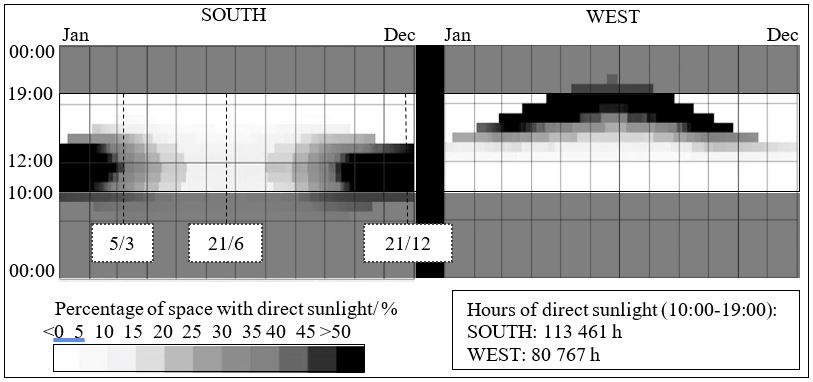 SOUTH
WEST
Jan
Dec
Jan
Dec
00:00
19:00
12:00
10:00
00:00
5/3
21/6
21/12
Percentage of space with direct sunlight/%
<0 5 10 15 20 25 30 35 40 45 >50
Hours of direct sunlight (10:00-19:00):
SOUTH: 113 461 h
WEST: 80 767 h